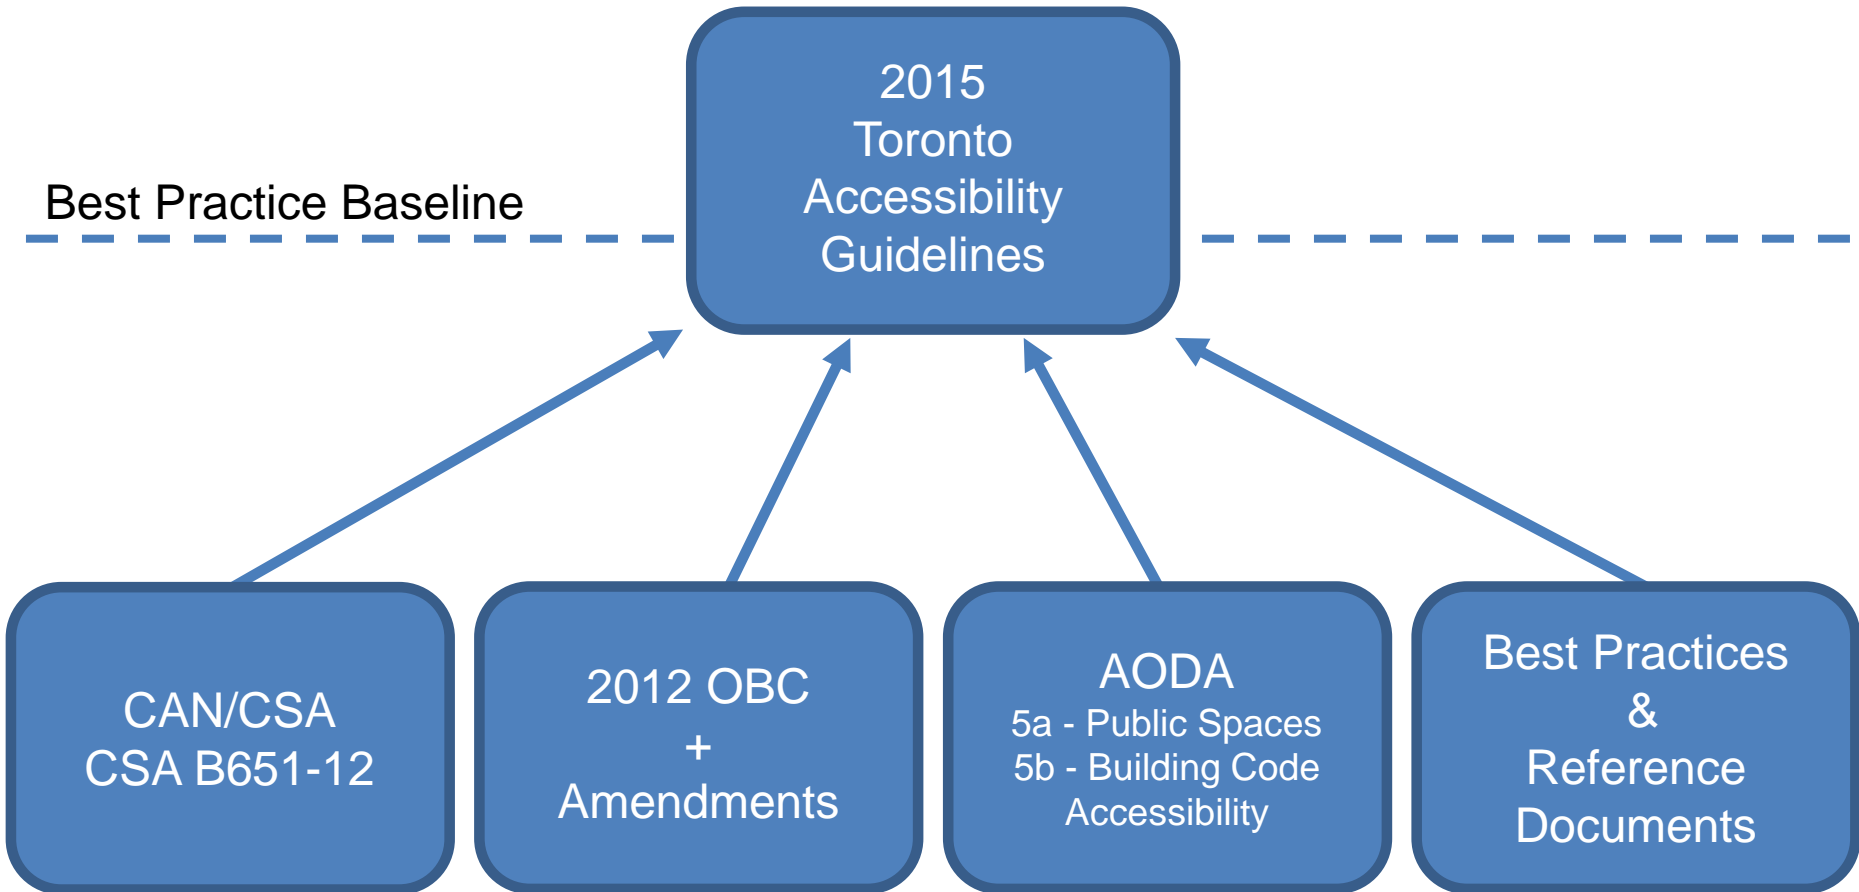 2015
Toronto
Accessibility
Guidelines
Best Practice Baseline
CAN/CSA
CSA B651-12
2012 OBC
+
Amendments
AODA
5a - Public Spaces
5b - Building Code
Accessibility
Best Practices
&
Reference
Documents